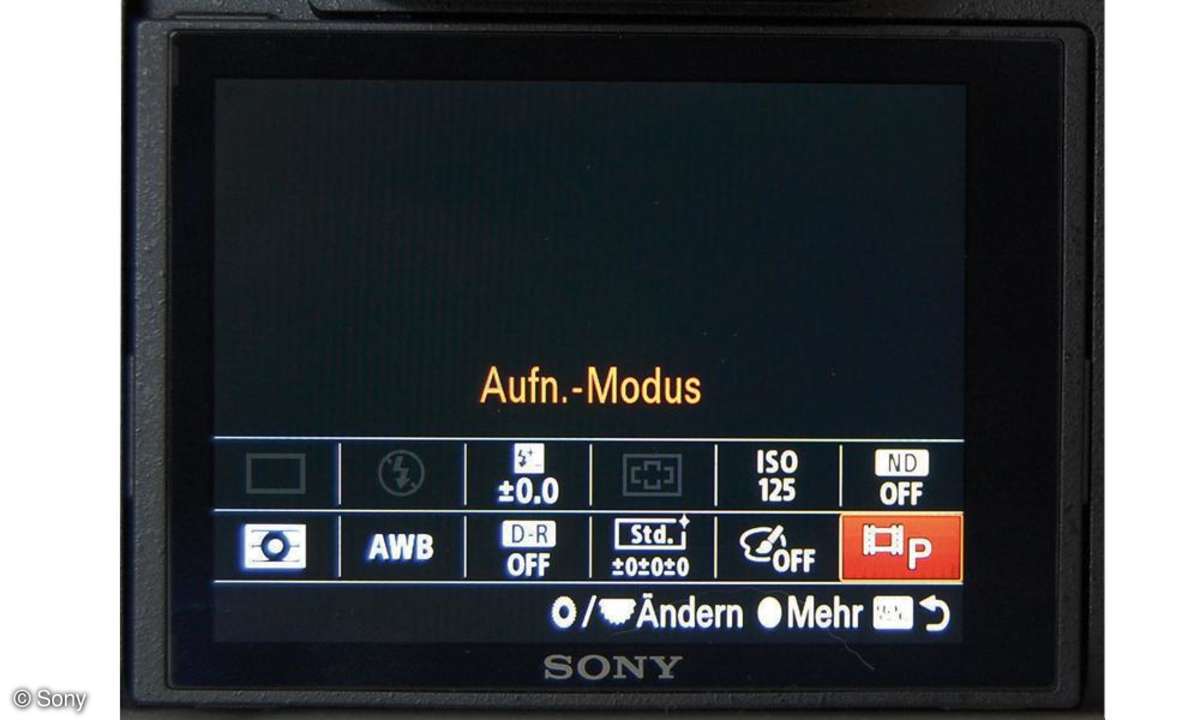 Aufn.-Modus
±0.0
ISO
125
ND
OFF
AWB
D-R
OFF
Std.
±0±0±0
OFF
P
/ Ändern Mehr
SONY
© Sony